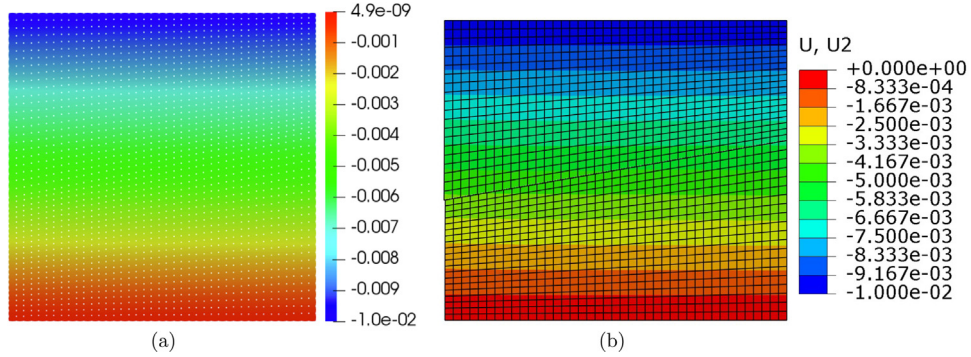 4.9e-09
-0.001
-0.002
-0.003
-0.004
-0.005
-0.006
-0.007
-0.008
-0.009
-1.0e-02
(a)
U, U2
+0.000e+00
-8.333e-04
-1.667e-03
-2.500e-03
-3.333e-03
-4.167e-03
-5.000e-03
-5.833e-03
-6.667e-03
-7.500e-03
-8.333e-03
-9.167e-03
-1.000e-02
(b)